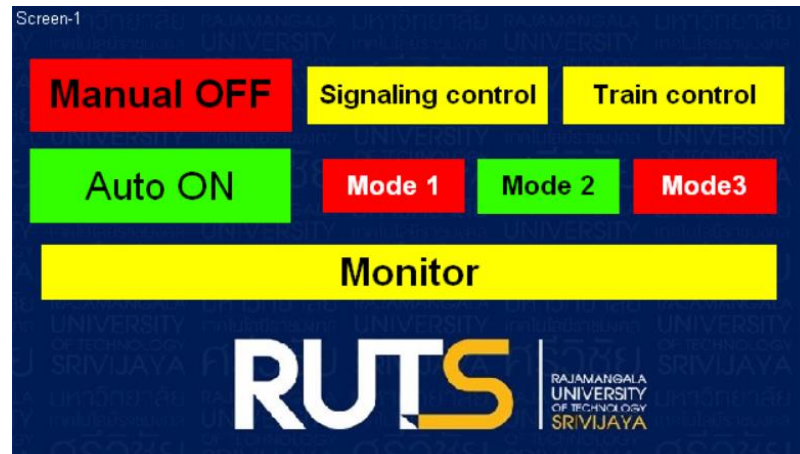 Screen-1
Manual OFF
Signaling control
Train control
Auto ON
Mode 1
Mode 2
Mode3
Monitor
RUTS
RAJAMANGALA
UNIVERSITY
OF TECHNOLOGY
SRIVIJAYA